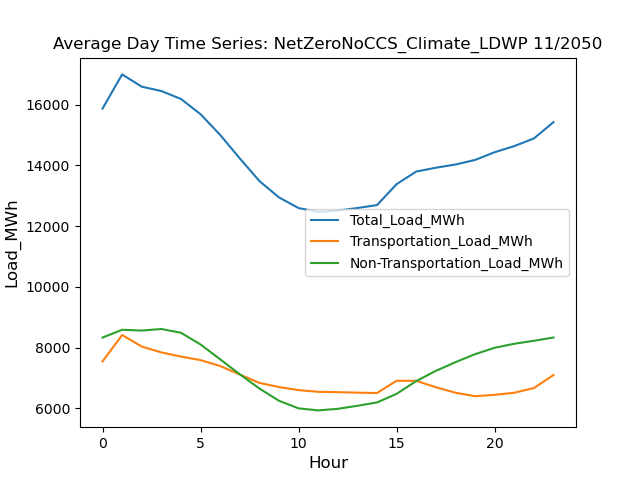 Average Day Time Series: NetZeroNoCCS_Climate_LDWP 11/2050
Load_MWh
16000
14000
12000
10000
8000
6000
Total_Load_MWh
Transportation_Load_MWh
Non-Transportation_Load_MWh
0 5 10 15 20
Hour